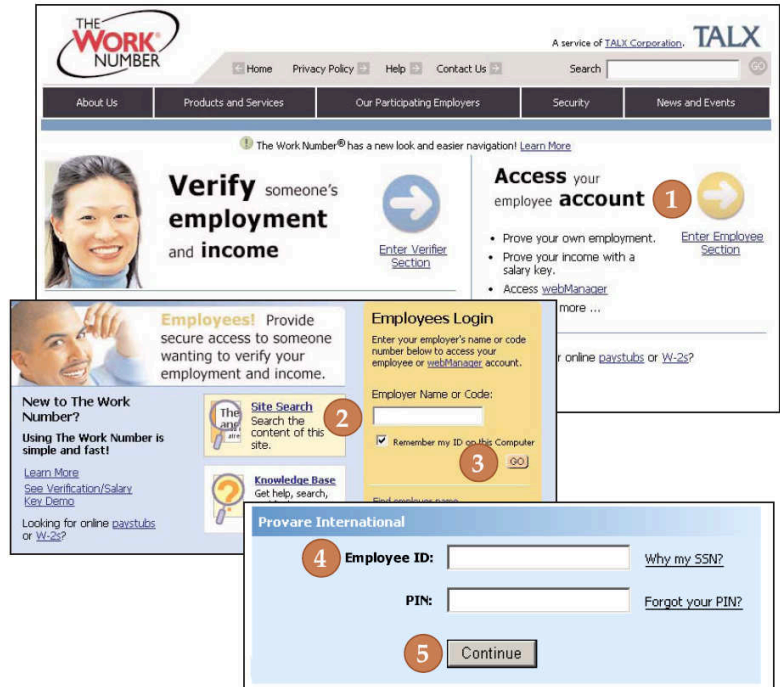 THE
WORK®
NUMBER
A service of TALX Corporation. TALX
Home Privacy Policy Help Contact Us Search GO
About Us Products and Services Our Participating Employers Security News and Events
The Work Number® has a new look and easier navigation! Learn More
Verify someone's
employment
and income
Enter Verifier
Section
Access your
employee account
1
Enter Employee
Section
• Prove your own employment.
• Prove your income with a
salary key.
• Access webManager
more ...
r online paystubs or W-2s?
Employees! Provide
secure access to someone
wanting to verify your
employment and income.
New to The Work
Number?
Using The Work Number is
simple and fast!
Learn More
See Verification/Salary
Key Demo
Looking for online paystubs
or W-2s?
Site Search
Search the
content of this
site.
2
Knowledge Base
Get help, search,
Employees Login
Enter your employer's name or code
number below to access your
employee or webManager account.
Employer Name or Code:
Remember my ID on this Computer
3 GO
Find employer name
Provare International
4 Employee ID: Why my SSN?
PIN: Forgot your PIN?
5 Continue